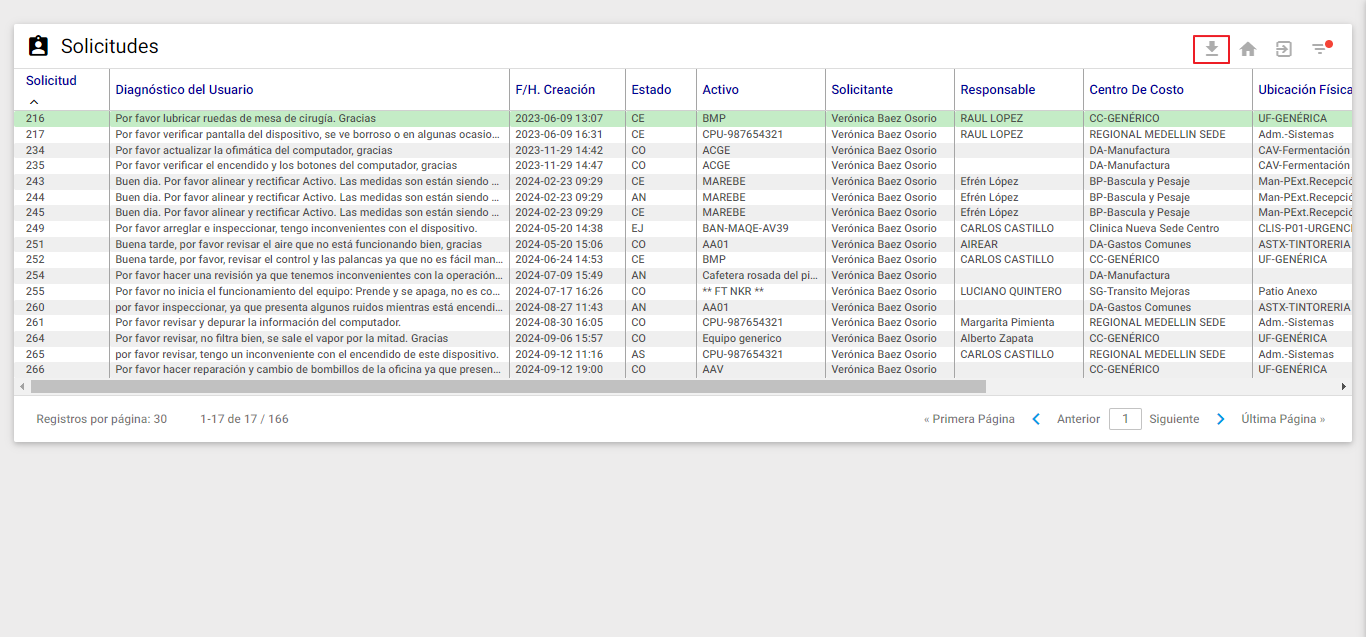 Solicitudes
Solicitud Diagnóstico del Usuario F/H. Creación Estado Activo Solicitante Responsable Centro De Costo Ubicación Física
216 Por favor lubricar ruedas de mesa de cirugía. Gracias 2023-06-09 13:07 CE BMP Verónica Baez Osorio RAUL LOPEZ CC-GENÉRICO UF-GENÉRICA
217 Por favor verificar pantalla del dispositivo, se ve borroso o en algunas ocasio... 2023-06-09 16:31 CE CPU-987654321 Verónica Baez Osorio RAUL LOPEZ REGIONAL MEDELLIN SEDE Adm.-Sistemas
234 Por favor actualizar la ofimática del computador, gracias 2023-11-29 14:42 CO ACGE Verónica Baez Osorio DA-Manufactura CAV-Fermentación
235 Por favor verificar el encendido y los botones del computador, gracias 2023-11-29 14:47 CO ACGE Verónica Baez Osorio DA-Manufactura CAV-Fermentación
243 Buen dia. Por favor alinear y rectificar Activo. Las medidas son están siendo ... 2024-02-23 09:29 CE MAREBE Verónica Baez Osorio Efrén López BP-Bascula y Pesaje Man-PExt.Recepció
244 Buen dia. Por favor alinear y rectificar Activo. Las medidas son están siendo ... 2024-02-23 09:29 AN MAREBE Verónica Baez Osorio Efrén López BP-Bascula y Pesaje Man-PExt.Recepció
245 Buen dia. Por favor alinear y rectificar Activo. Las medidas son están siendo ... 2024-02-23 09:29 CE MAREBE Verónica Baez Osorio Efrén López BP-Bascula y Pesaje Man-PExt.Recepció
249 Por favor arreglar e inspeccionar, tengo inconvenientes con el dispositivo. 2024-05-20 14:38 EJ BAN-MAQE-AV39 Verónica Baez Osorio CARLOS CASTILLO Clínica Nueva Sede Centro CLIS-P01-URGENCI
251 Buena tarde, por favor revisar el aire que no está funcionando bien, gracias 2024-05-20 15:06 CO AA01 Verónica Baez Osorio AIREAR DA-Gastos Comunes ASTX-TINTORERIA
252 Buena tarde, por favor, revisar el control y las palancas ya que no es fácil man... 2024-06-24 14:53 CE BMP Verónica Baez Osorio CARLOS CASTILLO CC-GENÉRICO UF-GENÉRICA
254 Por favor hacer una revisión ya que tenemos inconvenientes con la operación... 2024-07-09 15:49 AN Cafetera rosada del pi... Verónica Baez Osorio DA-Manufactura
255 Por favor no inicia el funcionamiento del equipo: Prende y se apaga, no es co... 2024-07-17 16:26 CO ** FT NKR ** Verónica Baez Osorio LUCIANO QUINTERO SG-Transito Mejoras Patio Anexo
260 por favor inspeccionar, ya que presenta algunos ruidos mientras está encendi... 2024-08-27 11:43 AN AA01 Verónica Baez Osorio DA-Gastos Comunes ASTX-TINTORERIA
261 Por favor revisar y depurar la información del computador. 2024-08-30 16:05 CO CPU-987654321 Verónica Baez Osorio Margarita Pimienta REGIONAL MEDELLIN SEDE Adm.-Sistemas
264 Por favor revisar, no filtra bien, se sale el vapor por la mitad. Gracias 2024-09-06 15:57 CO Equipo generico Verónica Baez Osorio Alberto Zapata CC-GENÉRICO UF-GENÉRICA
265 por favor revisar, tengo un inconveniente con el encendido de este dispositivo. 2024-09-12 11:16 AS CPU-987654321 Verónica Baez Osorio CARLOS CASTILLO REGIONAL MEDELLIN SEDE Adm.-Sistemas
266 Por favor hacer reparación y cambio de bombillos de la oficina ya que presen... 2024-09-12 19:00 CO AAV Verónica Baez Osorio CC-GENÉRICO UF-GENÉRICA
Registros por página: 30 1-17 de 17 / 166 « Primera Página Anterior 1 Siguiente Última Página »